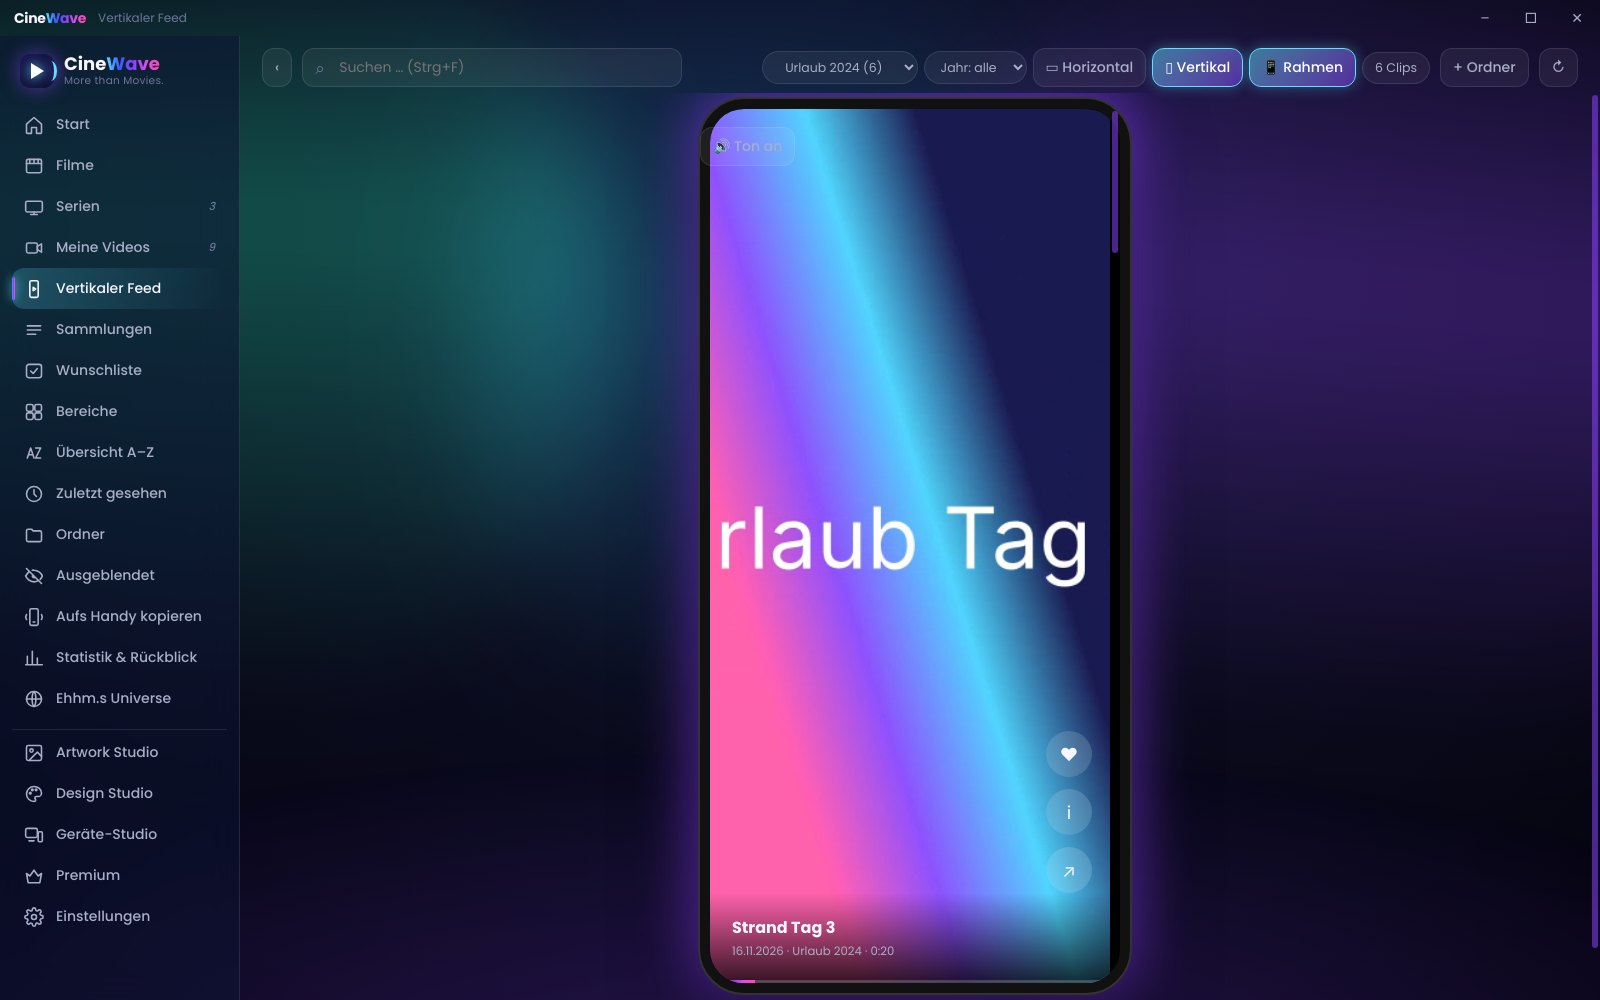 CineWave Vertikaler Feed
CineWave
More than Movies.
Start
Filme
Serien 3
Meine Videos 9
Vertikaler Feed
Sammlungen
Wunschliste
Bereiche
AZ Übersicht A–Z
Zuletzt gesehen
Ordner
Ausgeblendet
Aufs Handy kopieren
Statistik & Rückblick
Ehhm.s Universe
Artwork Studio
Design Studio
Geräte-Studio
Premium
Einstellungen
Suchen ... (Strg+F)
Urlaub 2024 (6)
Jahr: alle
Horizontal
Vertikal
Rahmen
6 Clips
+ Ordner
Ton an
rlaub Tag
i
Strand Tag 3
16.11.2026 · Urlaub 2024 · 0:20